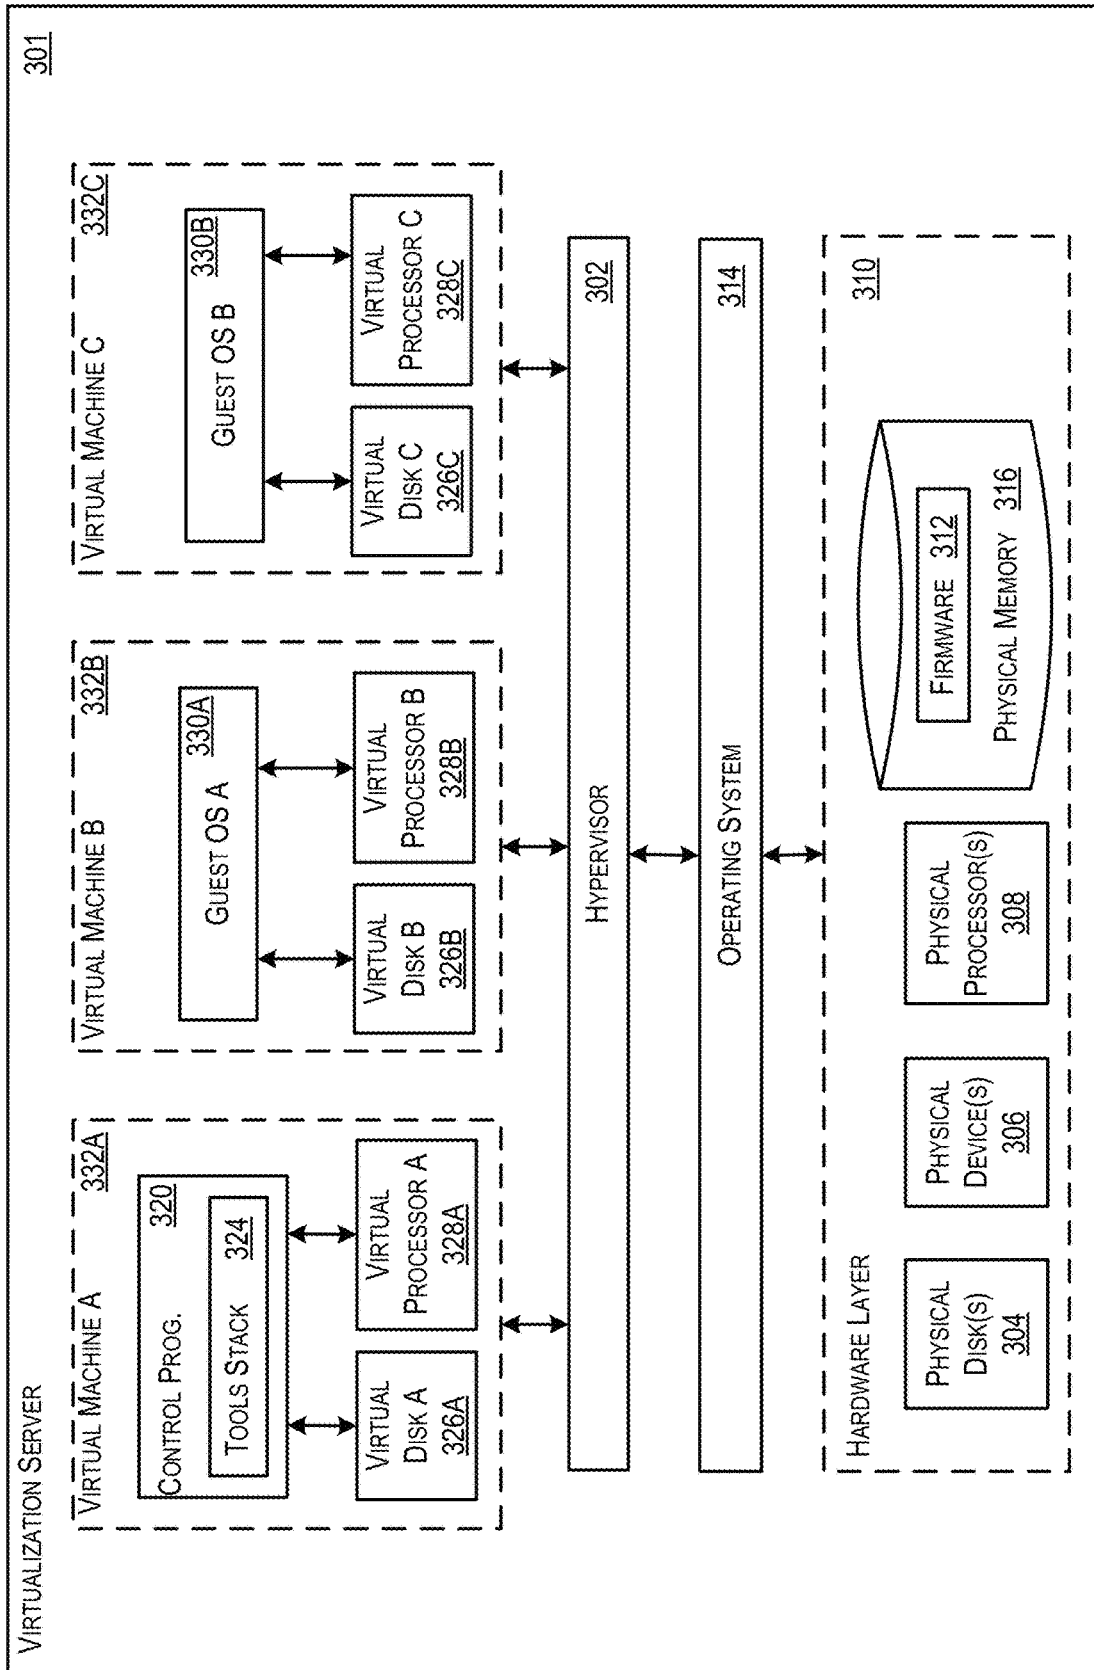 VIRTUALIZATION SERVER
301
VIRTUAL MACHINE A
332A
CONTROL PROG.
320
TOOLS STACK
324
VIRTUAL
DISK A
326A
VIRTUAL
PROCESSOR A
328A
VIRTUAL MACHINE B
332B
GUEST OS A
330A
VIRTUAL
DISK B
326B
VIRTUAL
PROCESSOR B
328B
VIRTUAL MACHINE C
332C
GUEST OS B
330B
VIRTUAL
DISK C
326C
VIRTUAL
PROCESSOR C
328C
HYPERVISOR
302
OPERATING SYSTEM
314
HARDWARE LAYER
310
PHYSICAL
DISK(S)
304
PHYSICAL
DEVICE(S)
306
PHYSICAL
PROCESSOR(S)
308
FIRMWARE 312
PHYSICAL MEMORY 316